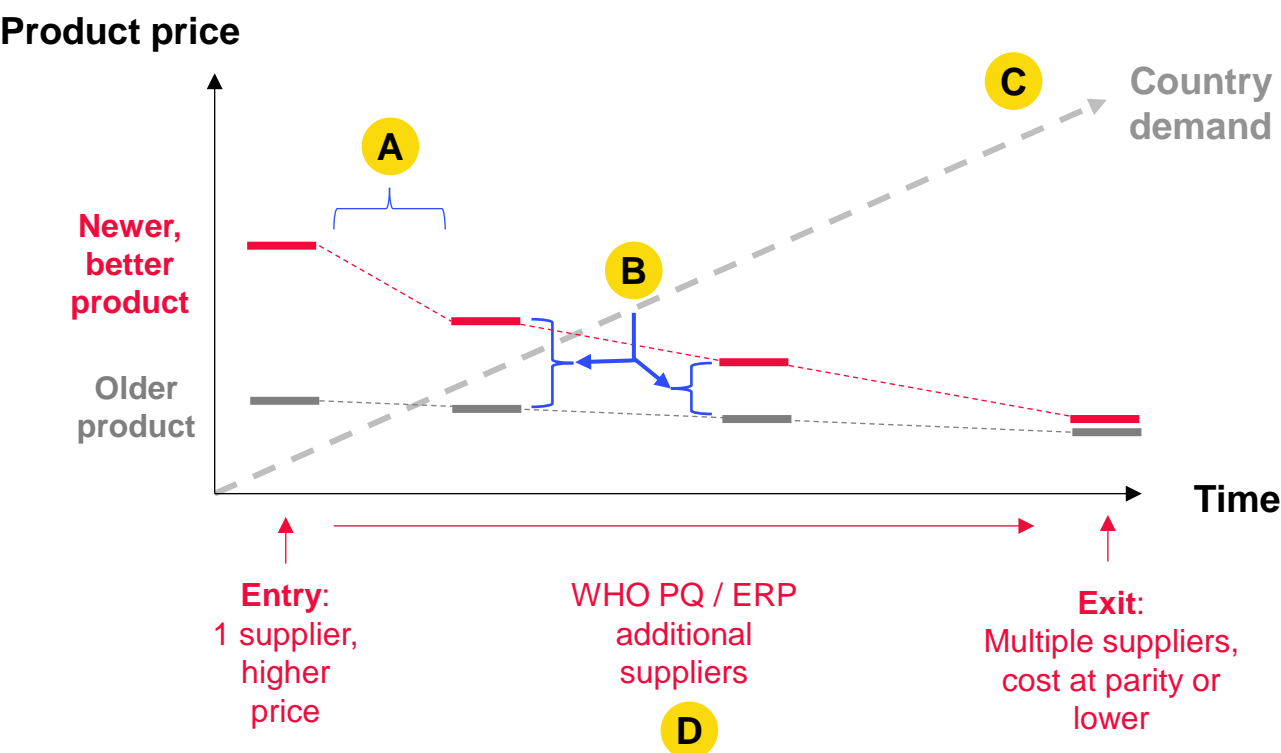 Product price
C
Country
demand
A
Newer,
better
product
B
Older
product
Time
Entry:
1 supplier,
higher
price
WHO PQ / ERP
additional
suppliers
D
Exit:
Multiple suppliers,
cost at parity or
lower